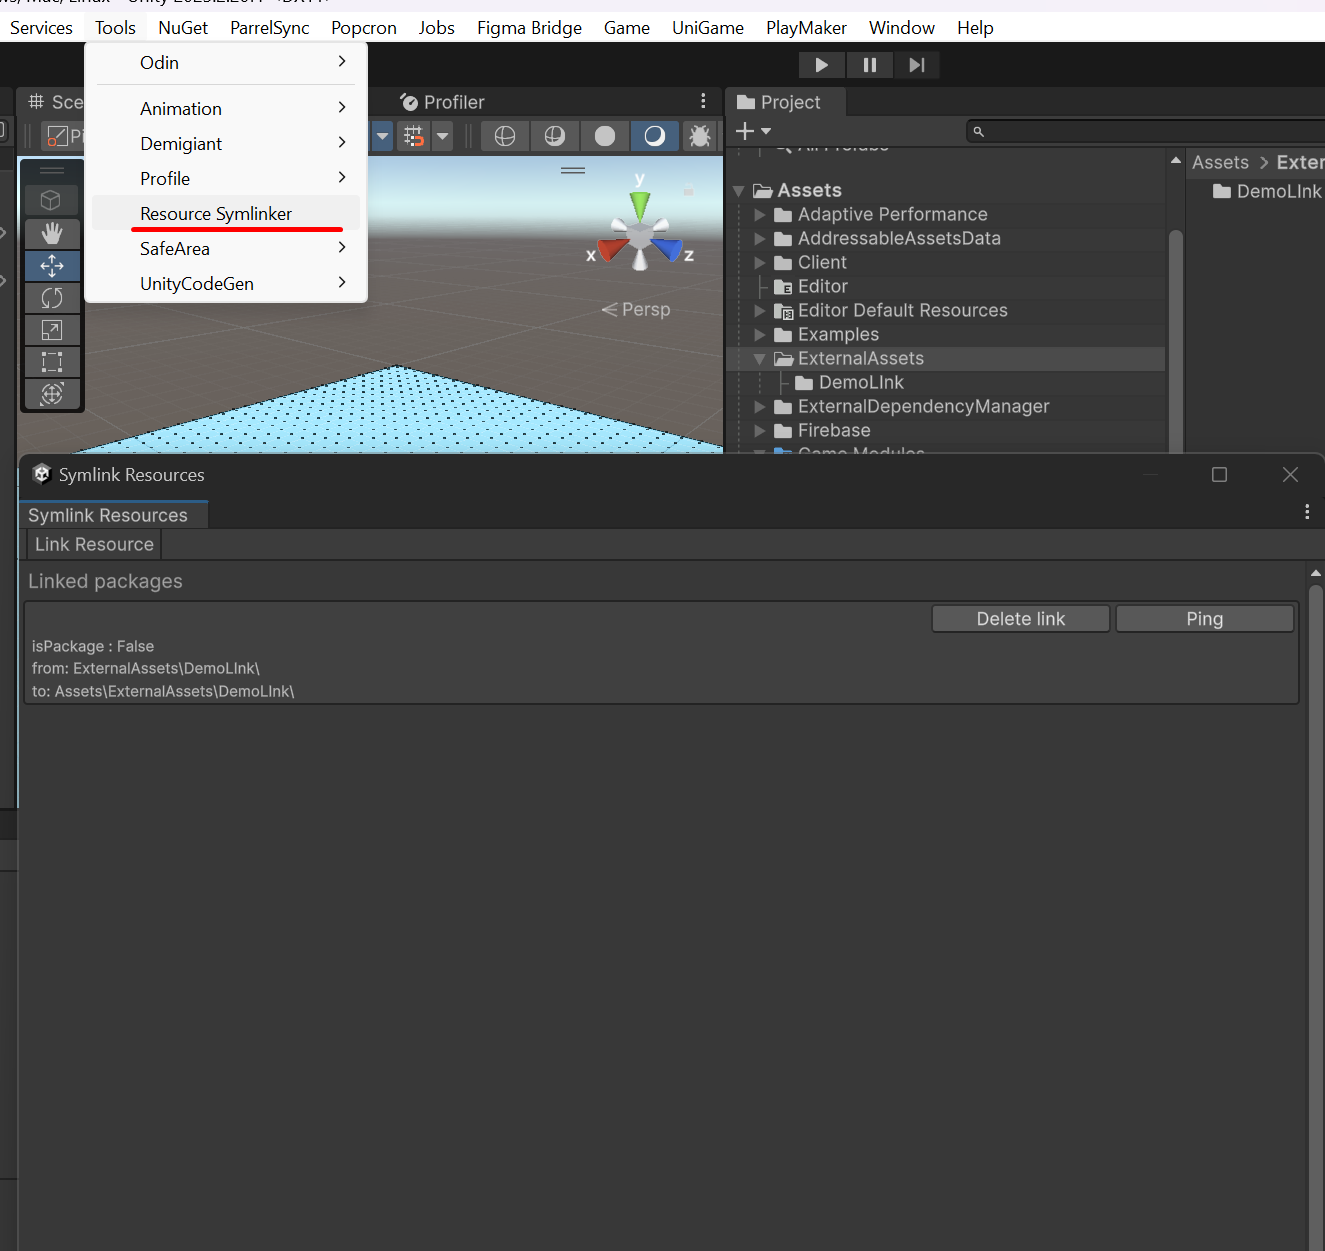 Services Tools NuGet ParrelSync Popcron Jobs Figma Bridge Game UniGame PlayMaker Window Help
Odin
Animation
Demigiant
Profile
Resource Symlinker
SafeArea
UnityCodeGen
Sce
Profiler
Pi
y
x
z
Persp
Project
Assets
Adaptive Performance
AddressableAssetsData
Client
Editor
Editor Default Resources
Examples
ExternalAssets
DemoLInk
ExternalDependencyManager
Firebase
Assets > Exter
DemoLInk
Symlink Resources
Symlink Resources
Link Resource
Linked packages
Delete link
Ping
isPackage : False
from: ExternalAssets\DemoLInk\
to: Assets\ExternalAssets\DemoLInk\